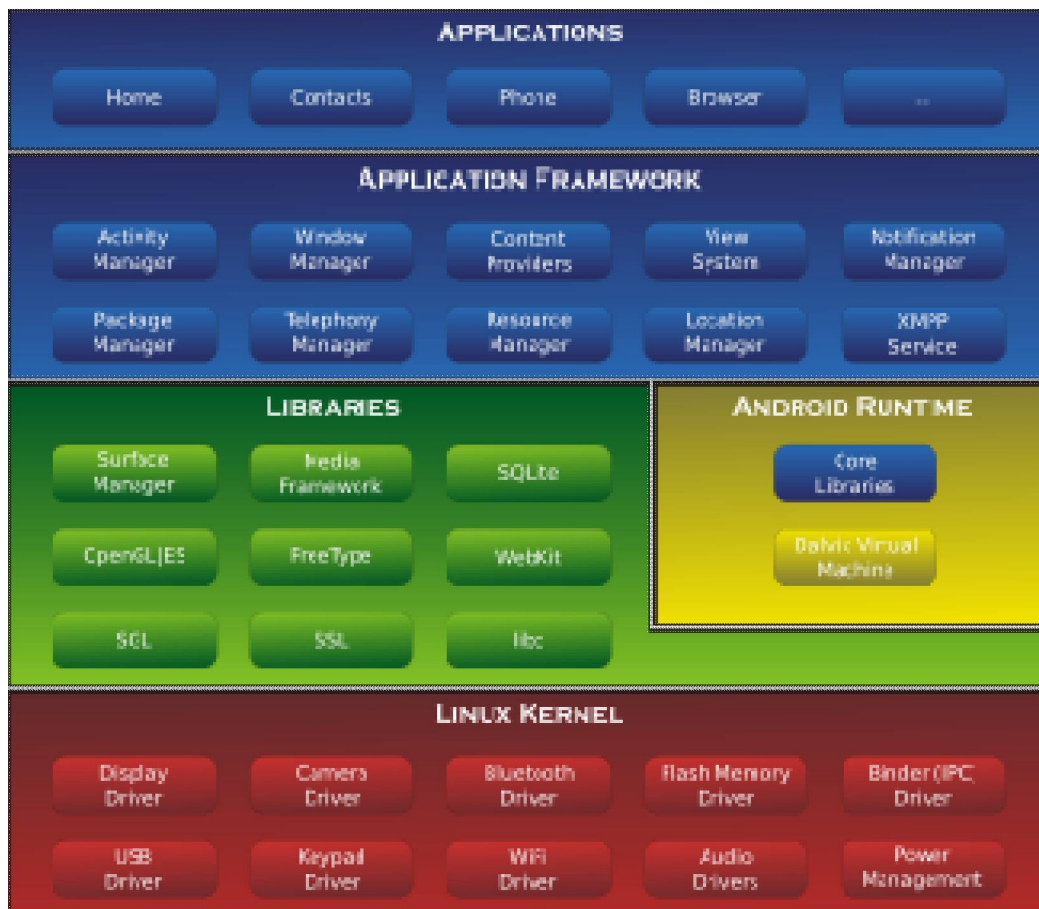 APPLICATIONS
Home
Contacts
Phone
Browser
...
APPLICATION FRAMEWORK
Activity
Manager
Window
Manager
Content
Providers
View
System
Notification
Manager
Package
Manager
Telephony
Manager
Resource
Manager
Location
Manager
XMPP
Service
LIBRARIES
Surface
Manager
Media
Framework
SQLite
OpenGL|ES
FreeType
WebKit
SGL
SSL
libc
ANDROID RUNTIME
Core
Libraries
Dalvic Virtual
Machine
LINUX KERNEL
Display
Driver
Camera
Driver
Bluetooth
Driver
Flash Memory
Driver
Binder (IPC)
Driver
USB
Driver
Keypad
Driver
WiFi
Driver
Audio
Drivers
Power
Management